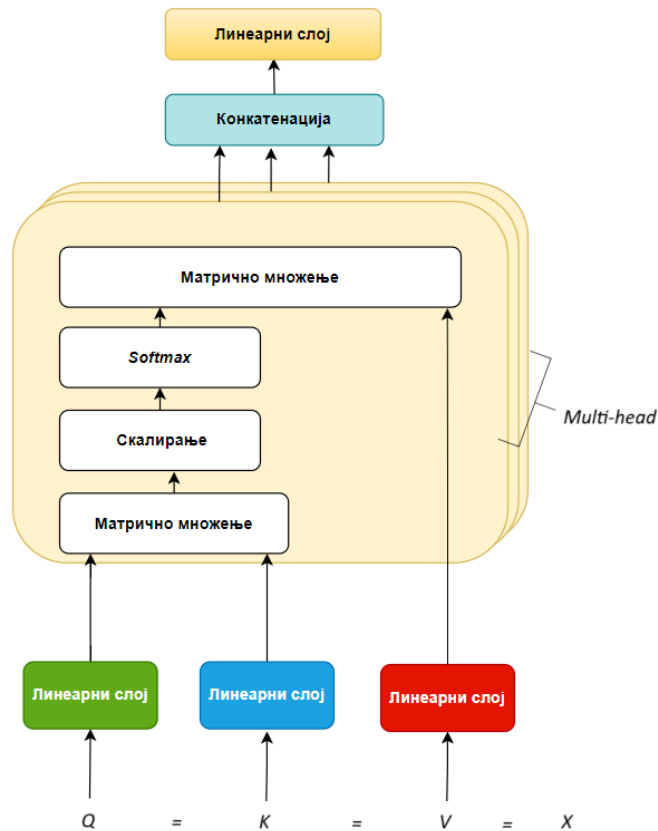 Линеарни слој
Конкатенација
Матрично множење
Softmax
Скалирање
Multi-head
Матрично множење
Линеарни слој Линеарни слој Линеарни слој
Q = K = V = X